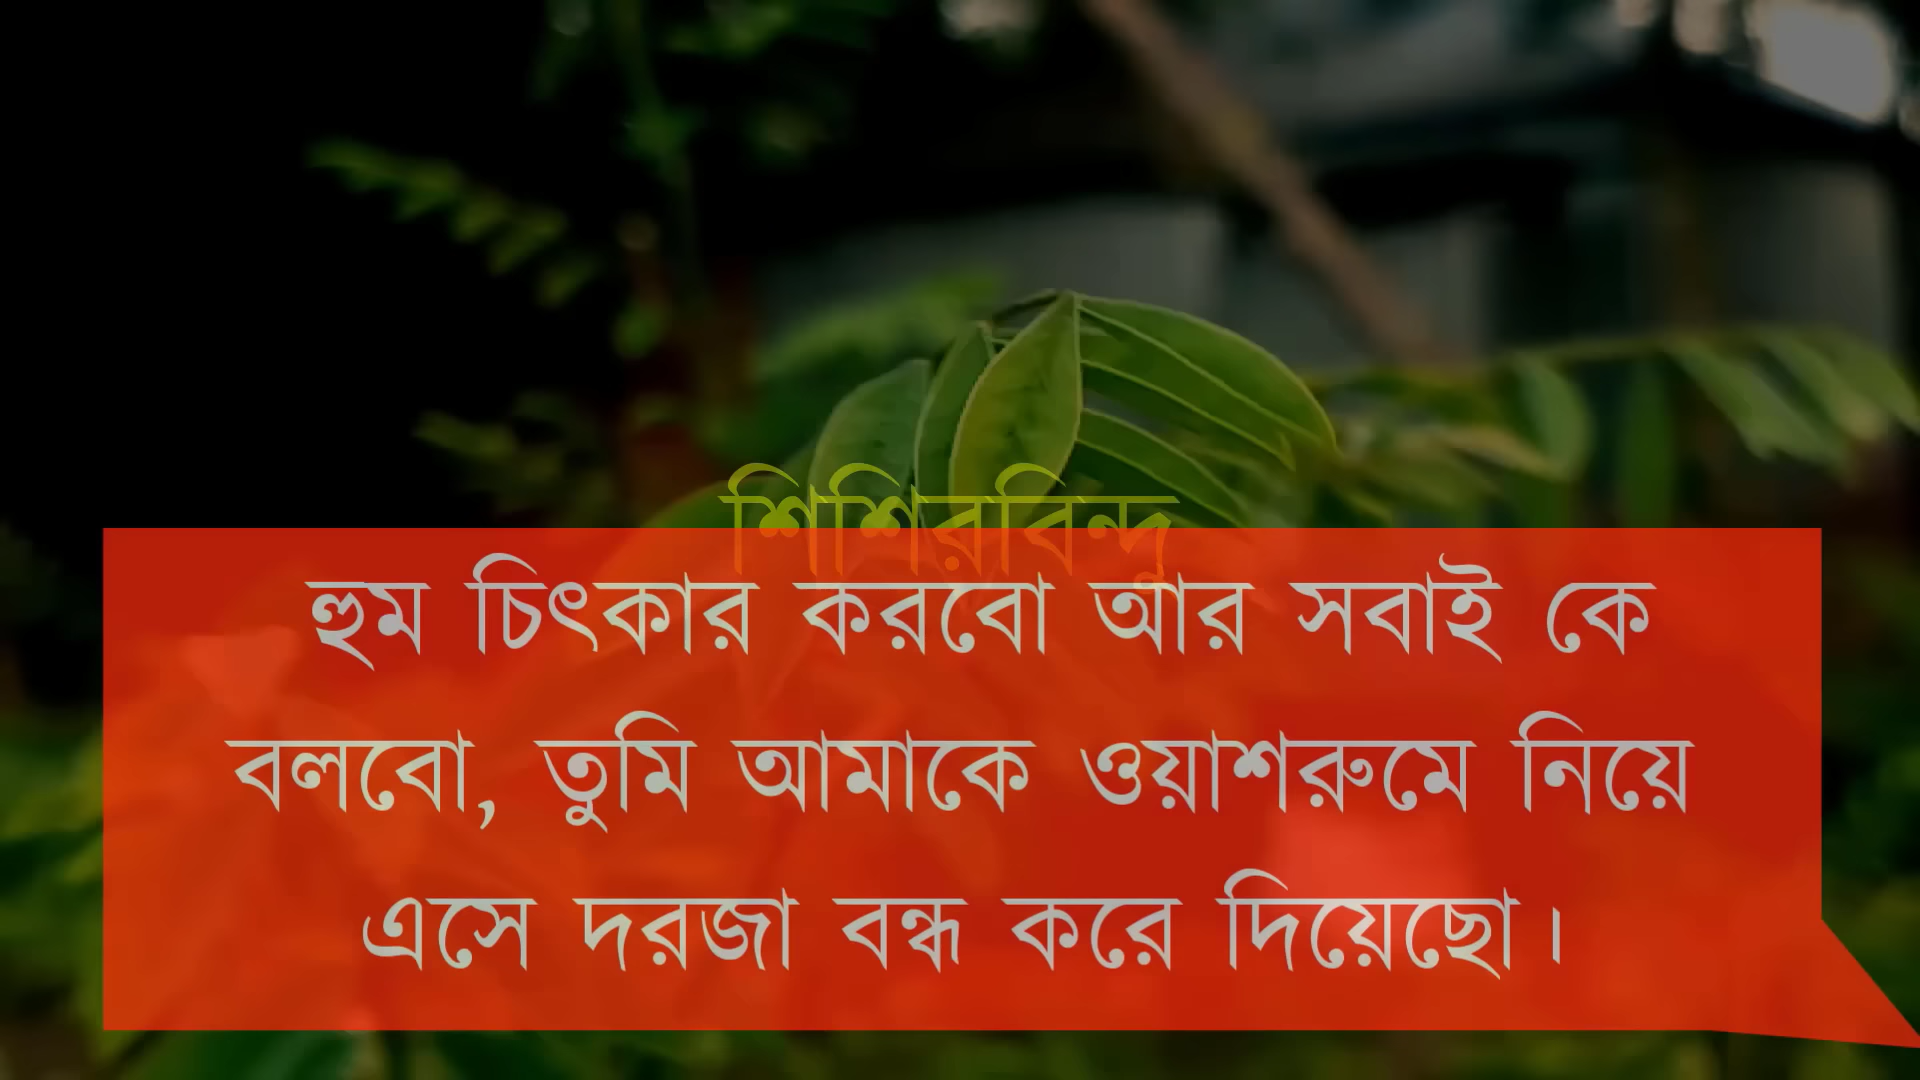 শিশিরবিন্দু
হুম চিৎকার করবো আর সবাই কে
বলবো, তুমি আমাকে ওয়াশরুমে নিয়ে
এসে দরজা বন্ধ করে দিয়েছো।